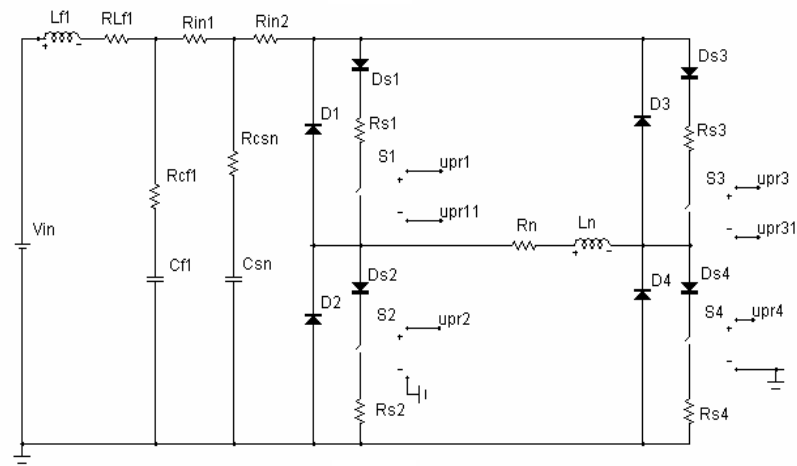 Lf1 RLf1 Rin1 Rin2
+ -
Ds1
Ds3
D1
D3
Rs1
Rs3
Rcsn
S1
upr1
S3
upr3
Rcf1
+
+
-
upr11
-
upr31
Rn
Ln
Vin
+ -
Cf1
Csn
D2
Ds2
D4
Ds4
S2
upr2
S4
upr4
+
+
-
-
Rs2
Rs4